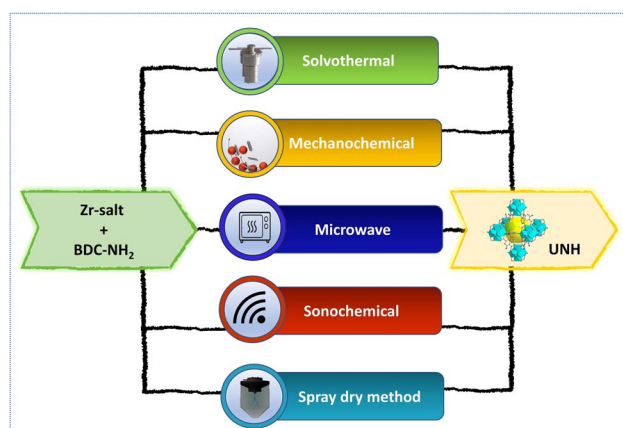 Solvothermal
Mechanochemical
Zr-salt
+
BDC-NH₂
Microwave
UNH
Sonochemical
Spray dry method